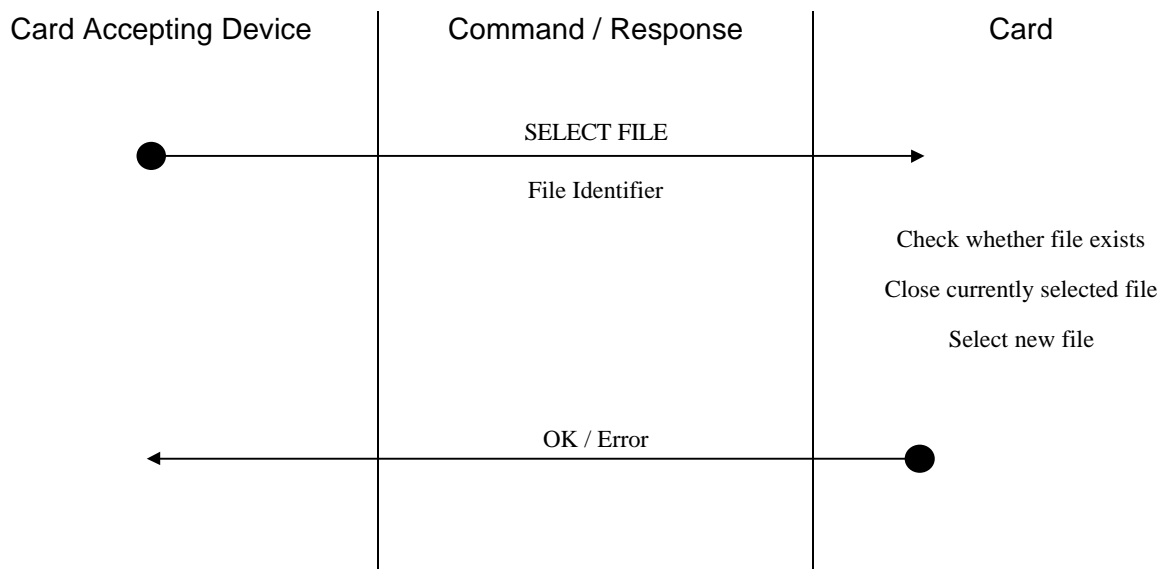 Card Accepting Device
Command / Response
Card
SELECT FILE
File Identifier
Check whether file exists
Close currently selected file
Select new file
OK / Error